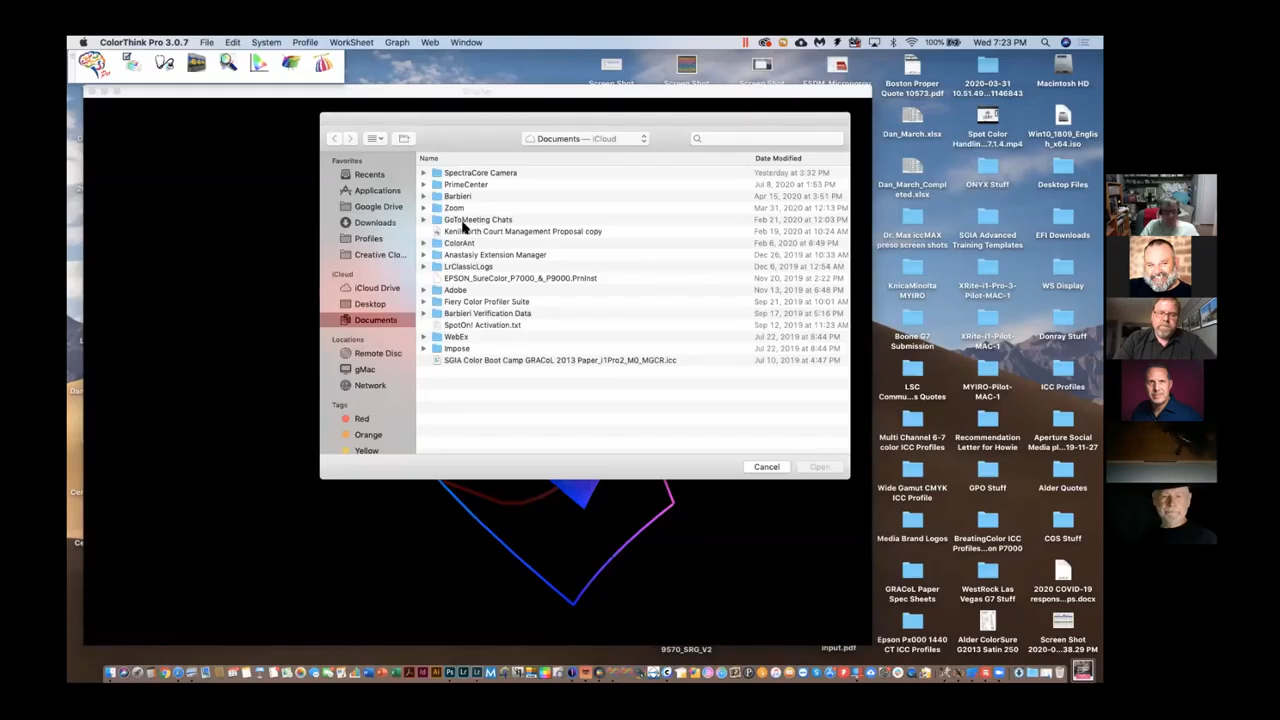 ColorThink Pro 3.0.7 File Edit System Profile WorkSheet Graph Web Window
100% Wed 7:23 PM
Screen Shot
Screen Shot
Grapher
Documents — iCloud
Name
Date Modified
Favorites
Recents
Applications
Google Drive
Downloads
Profiles
Creative Clo...
iCloud
iCloud Drive
Desktop
Documents
Locations
Remote Disc
gMac
Network
Tags
Red
Orange
Yellow
SpectraCore Camera Yesterday at 3:32 PM
PrimeCenter Jul 8, 2020 at 1:53 PM
Barbieri Apr 15, 2020 at 3:51 PM
Zoom Mar 31, 2020 at 12:13 PM
GoToMeeting Chats Feb 21, 2020 at 12:03 PM
Kenilworth Court Management Proposal copy Feb 19, 2020 at 10:24 AM
ColorAnt Feb 6, 2020 at 6:49 PM
Anastasiy Extension Manager Dec 26, 2019 at 10:33 AM
LrClassicLogs Dec 6, 2019 at 12:54 AM
EPSON_SureColor_P7000_&_P9000.PrnInst Nov 20, 2019 at 2:22 PM
Adobe Nov 13, 2019 at 6:48 PM
Fiery Color Profiler Suite Sep 21, 2019 at 10:01 AM
Barbieri Verification Data Sep 17, 2019 at 5:16 PM
SpotOn! Activation.txt Sep 12, 2019 at 11:23 AM
WebEx Jul 22, 2019 at 8:44 PM
Impose Jul 22, 2019 at 8:44 PM
SGIA Color Boot Camp GRACoL 2013 Paper_i1Pro2_M0_MGCR.icc Jul 10, 2019 at 4:47 PM
Cancel
Open
Boston Proper
Quote 10573.pdf
2020-03-31
10.51.49...1146843
Macintosh HD
Dan_March.xlsx
Spot Color
Handlin...7.1.4.mp4
Win10_1809_Englis
h_x64.iso
Dan_March_Compl
eted.xlsx
ONYX Stuff
Desktop Files
Dr. Max iccMAX
preso screen shots
SGIA Advanced
Training Templates
EFI Downloads
KnicaMinolta
MYIRO
XRite-i1-Pro-3-
Pilot-MAC-1
WS Display
Boone G7
Submission
XRite-i1-Pilot-
MAC-1
Donray Stuff
LSC
Commu...s Quotes
MYIRO-Pilot-
MAC-1
ICC Profiles
Multi Channel 6-7
color ICC Profiles
Recommendation
Letter for Howie
Aperture Social
Media pl...19-11-27
Wide Gamut CMYK
ICC Profile
GPO Stuff
Alder Quotes
Media Brand Logos
BreatingColor ICC
Profiles...on P7000
CGS Stuff
GRACoL Paper
Spec Sheets
WestRock Las
Vegas G7 Stuff
2020 COVID-19
respons...ps.docx
Epson Px000 1440
CT ICC Profiles
Alder ColorSure
G2013 Satin 250
Screen Shot
2020-0...38.29 PM
9570_SRG_V2
input.pdf